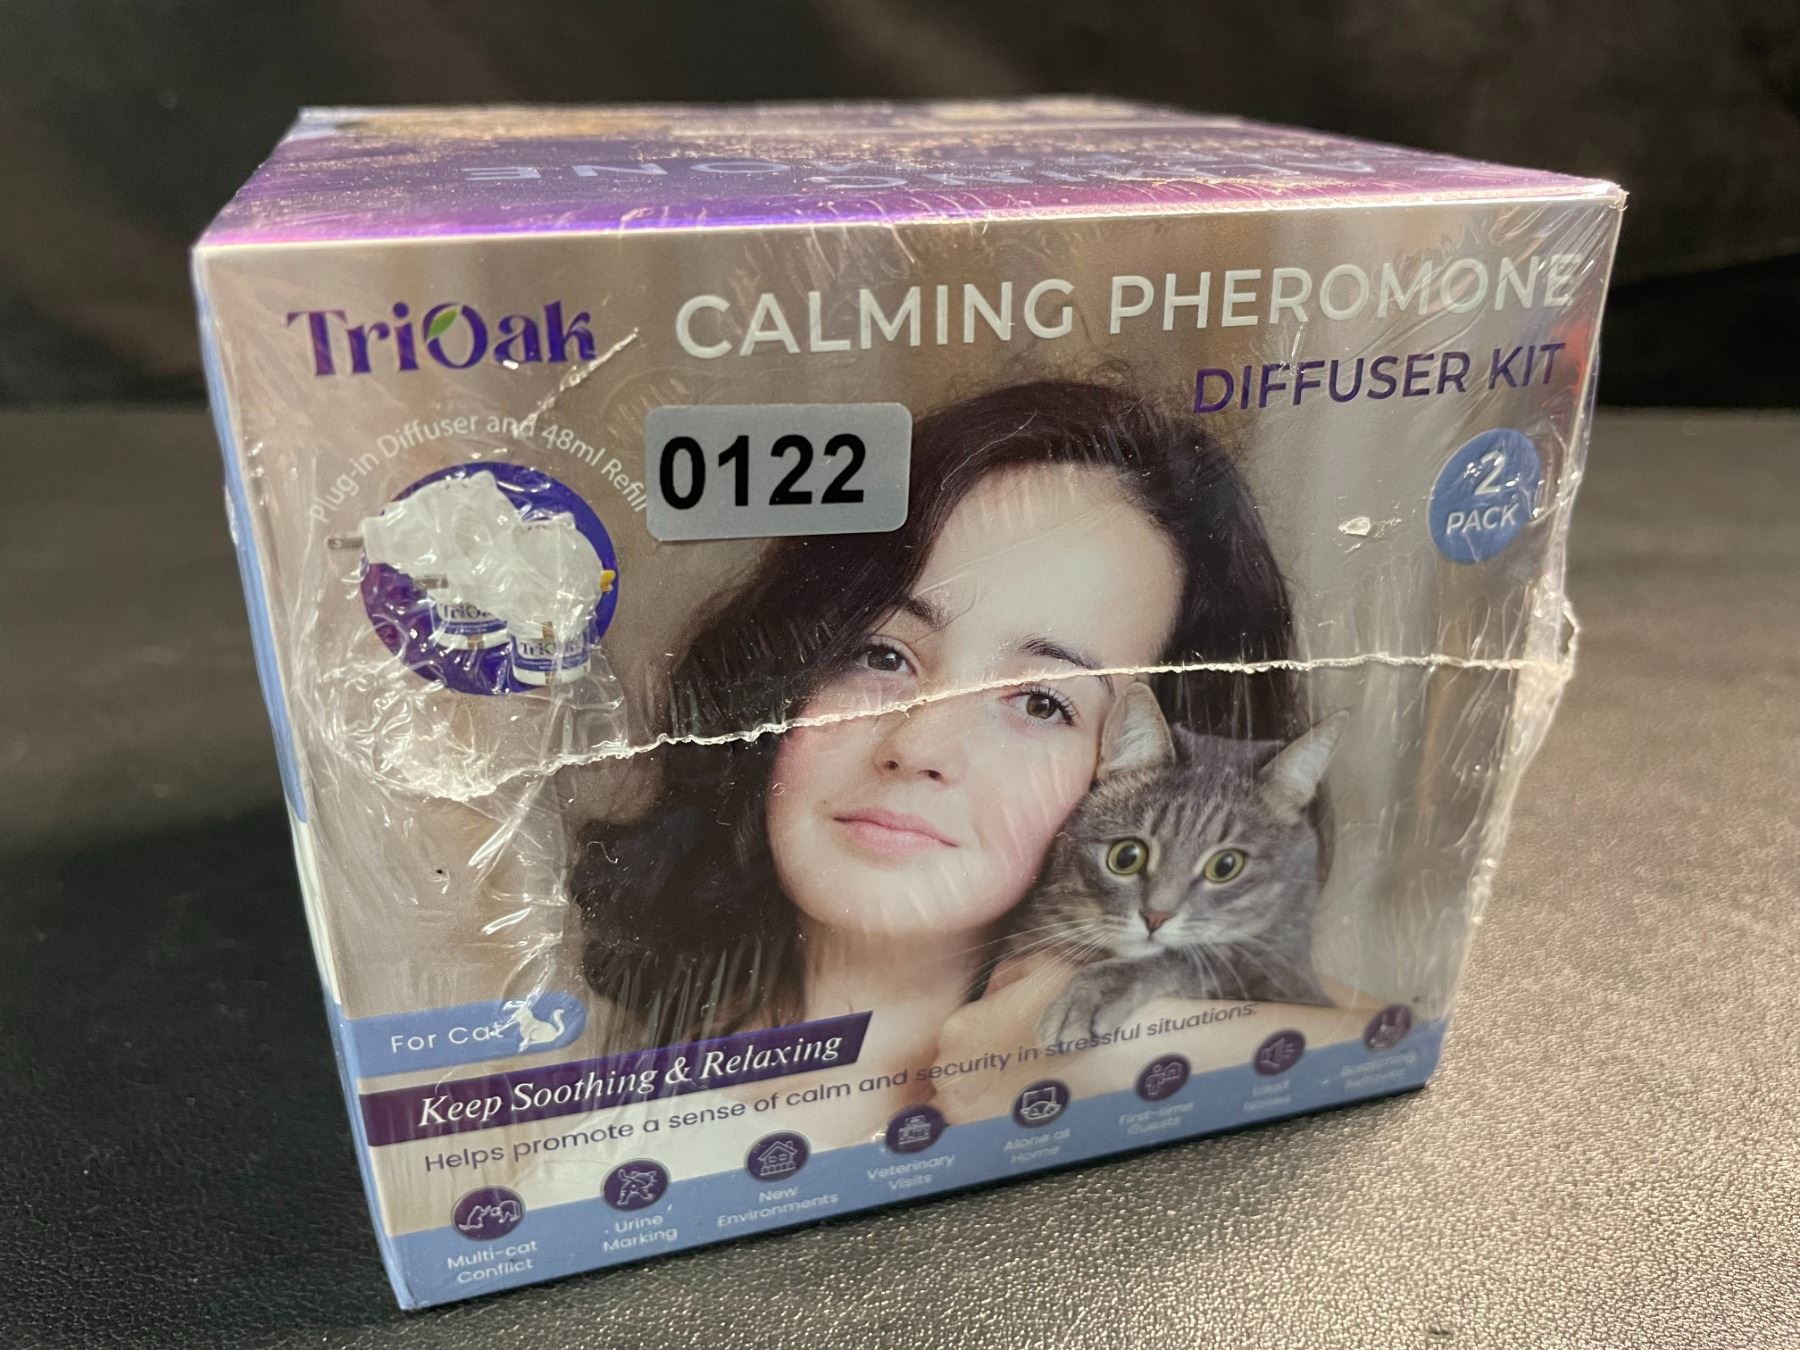 TriOak
CALMING PHEROMONE
DIFFUSER KIT
Plug-In Diffuser and 48ml Refill
0122
2
PACK
For Cat
Keep Soothing & Relaxing
Helps promote a sense of calm and security in stressful situations.
Multi-cat
Conflict
Urine
Marking
New
Environments
Veterinary
Visits
Alone at
Home
First-time
Guests
Loud
Noises